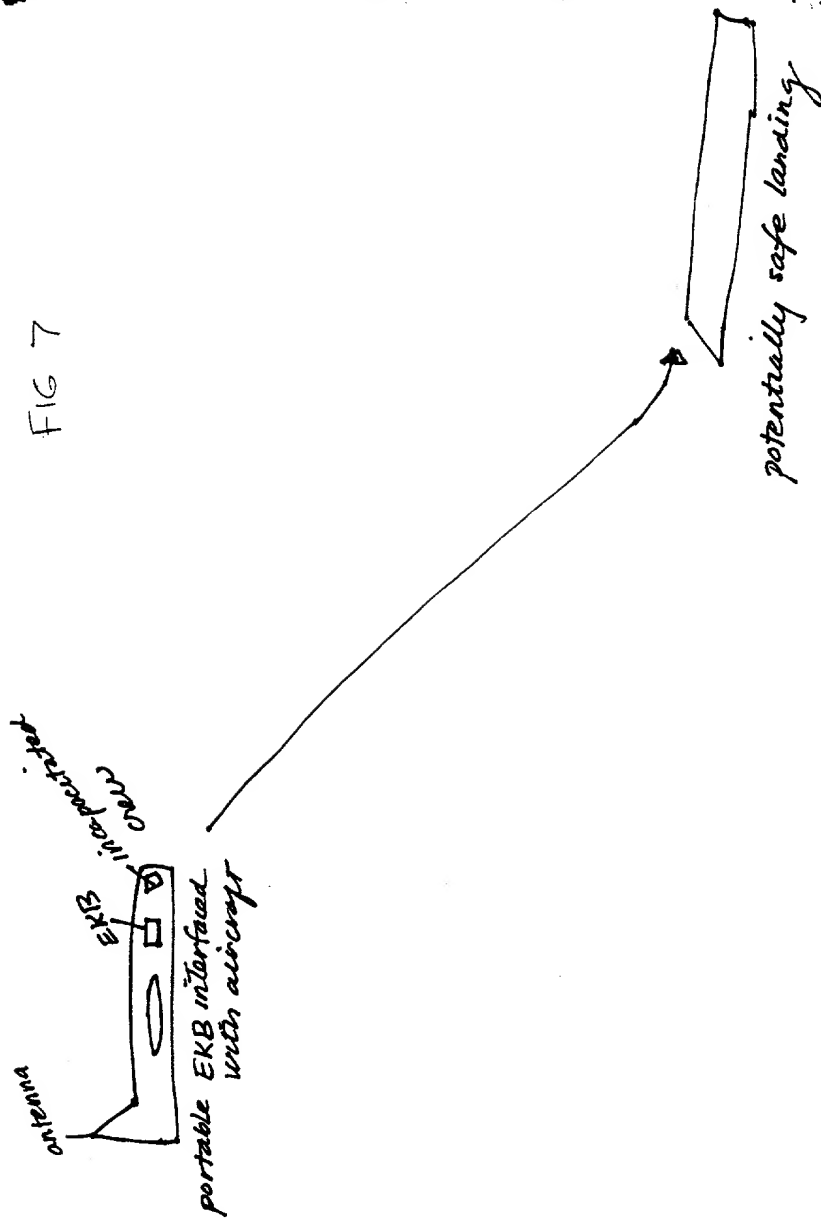 FIG 7
antenna
EKB
incapacitated
crew
portable EKB interfaced
with aircraft
potentially safe landing